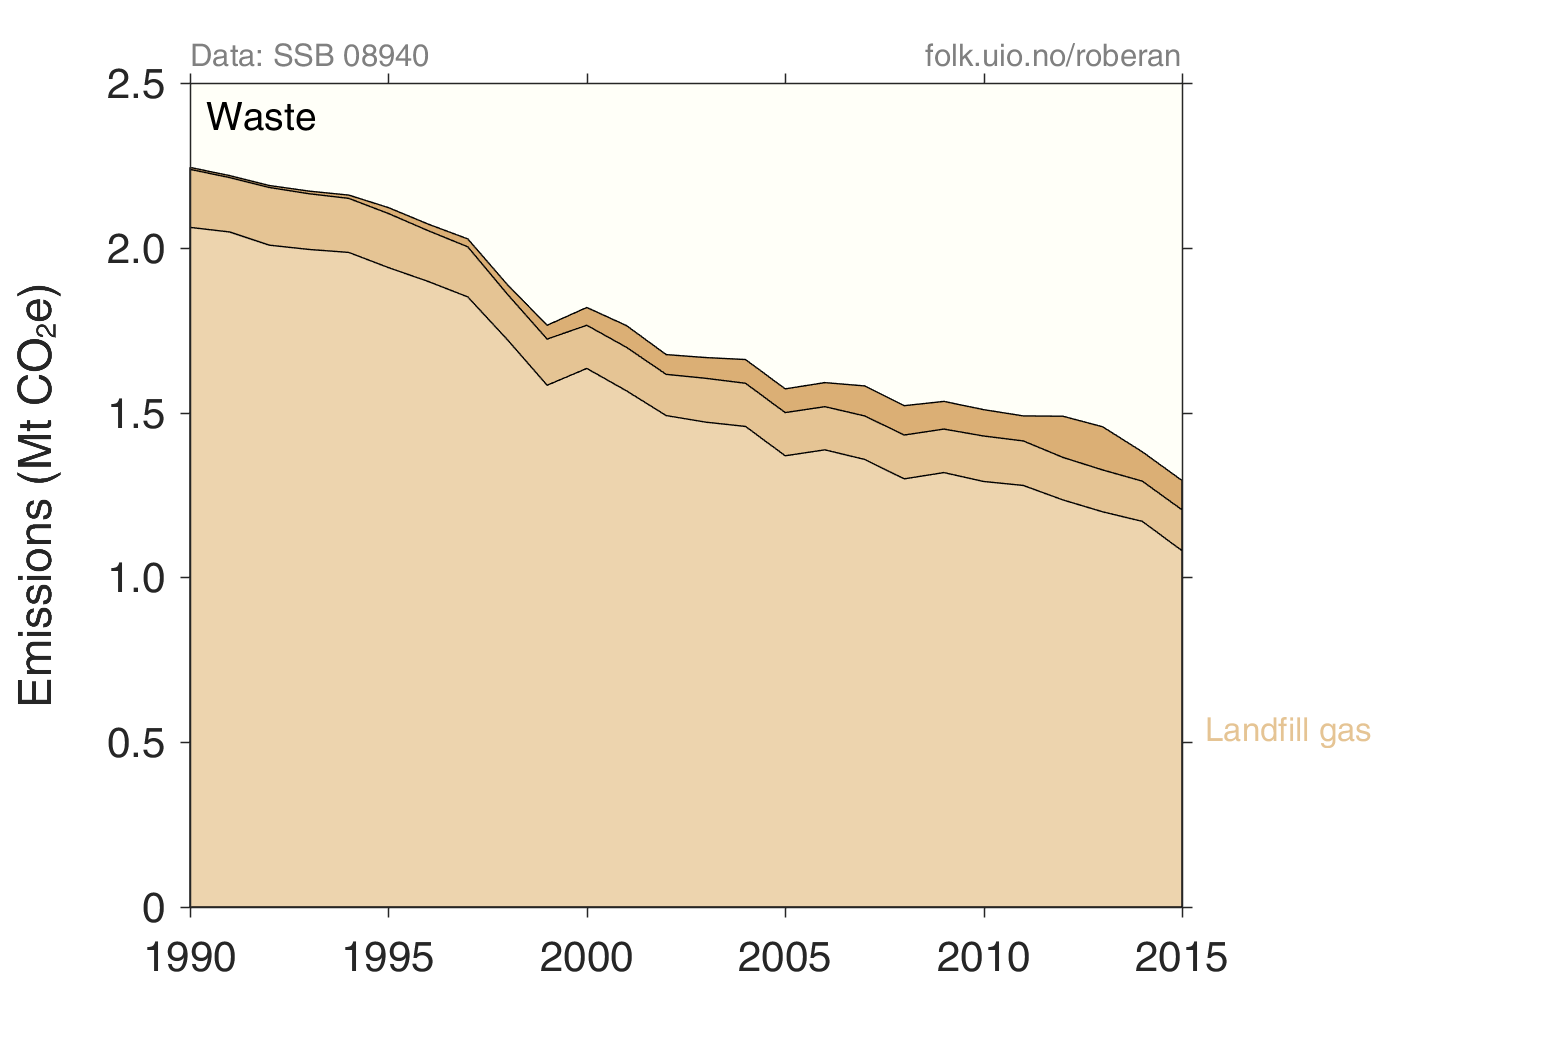 Data: SSB 08940
folk.uio.no/roberan
Waste
Emissions (Mt CO₂e)
2.5
2.0
1.5
1.0
0.5
0
Landfill gas
1990
1995
2000
2005
2010
2015